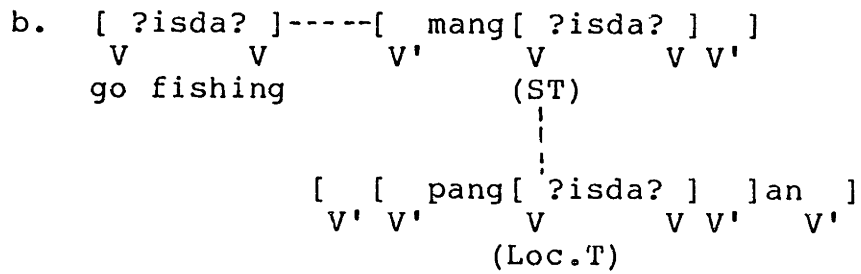 b. [ ?isda? ]-----[ mang[ ?isda? ] ]
V V V' V V V'
go fishing (ST)
[ [ pang[ ?isda? ] ]an ]
V' V' V V V' V'
(Loc.T)